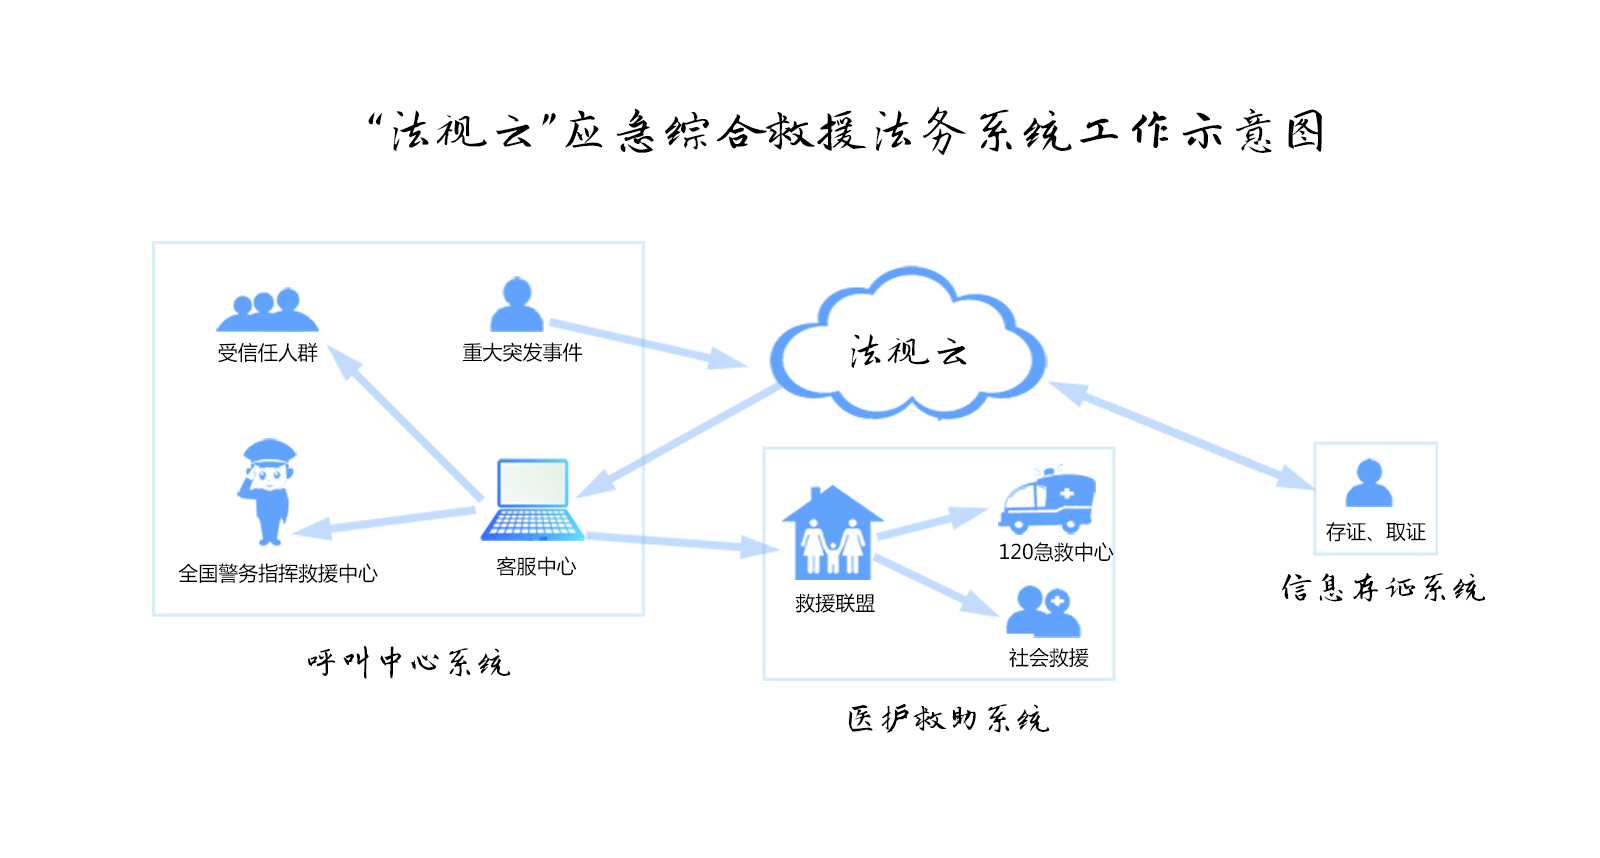 “法视云”应急综合救援法务系统工作示意图
受信任人群
重大突发事件
法视云
全国警务指挥救援中心
客服中心
呼叫中心系统
救援联盟
120急救中心
社会救援
医护救助系统
存证、取证
信息存证系统